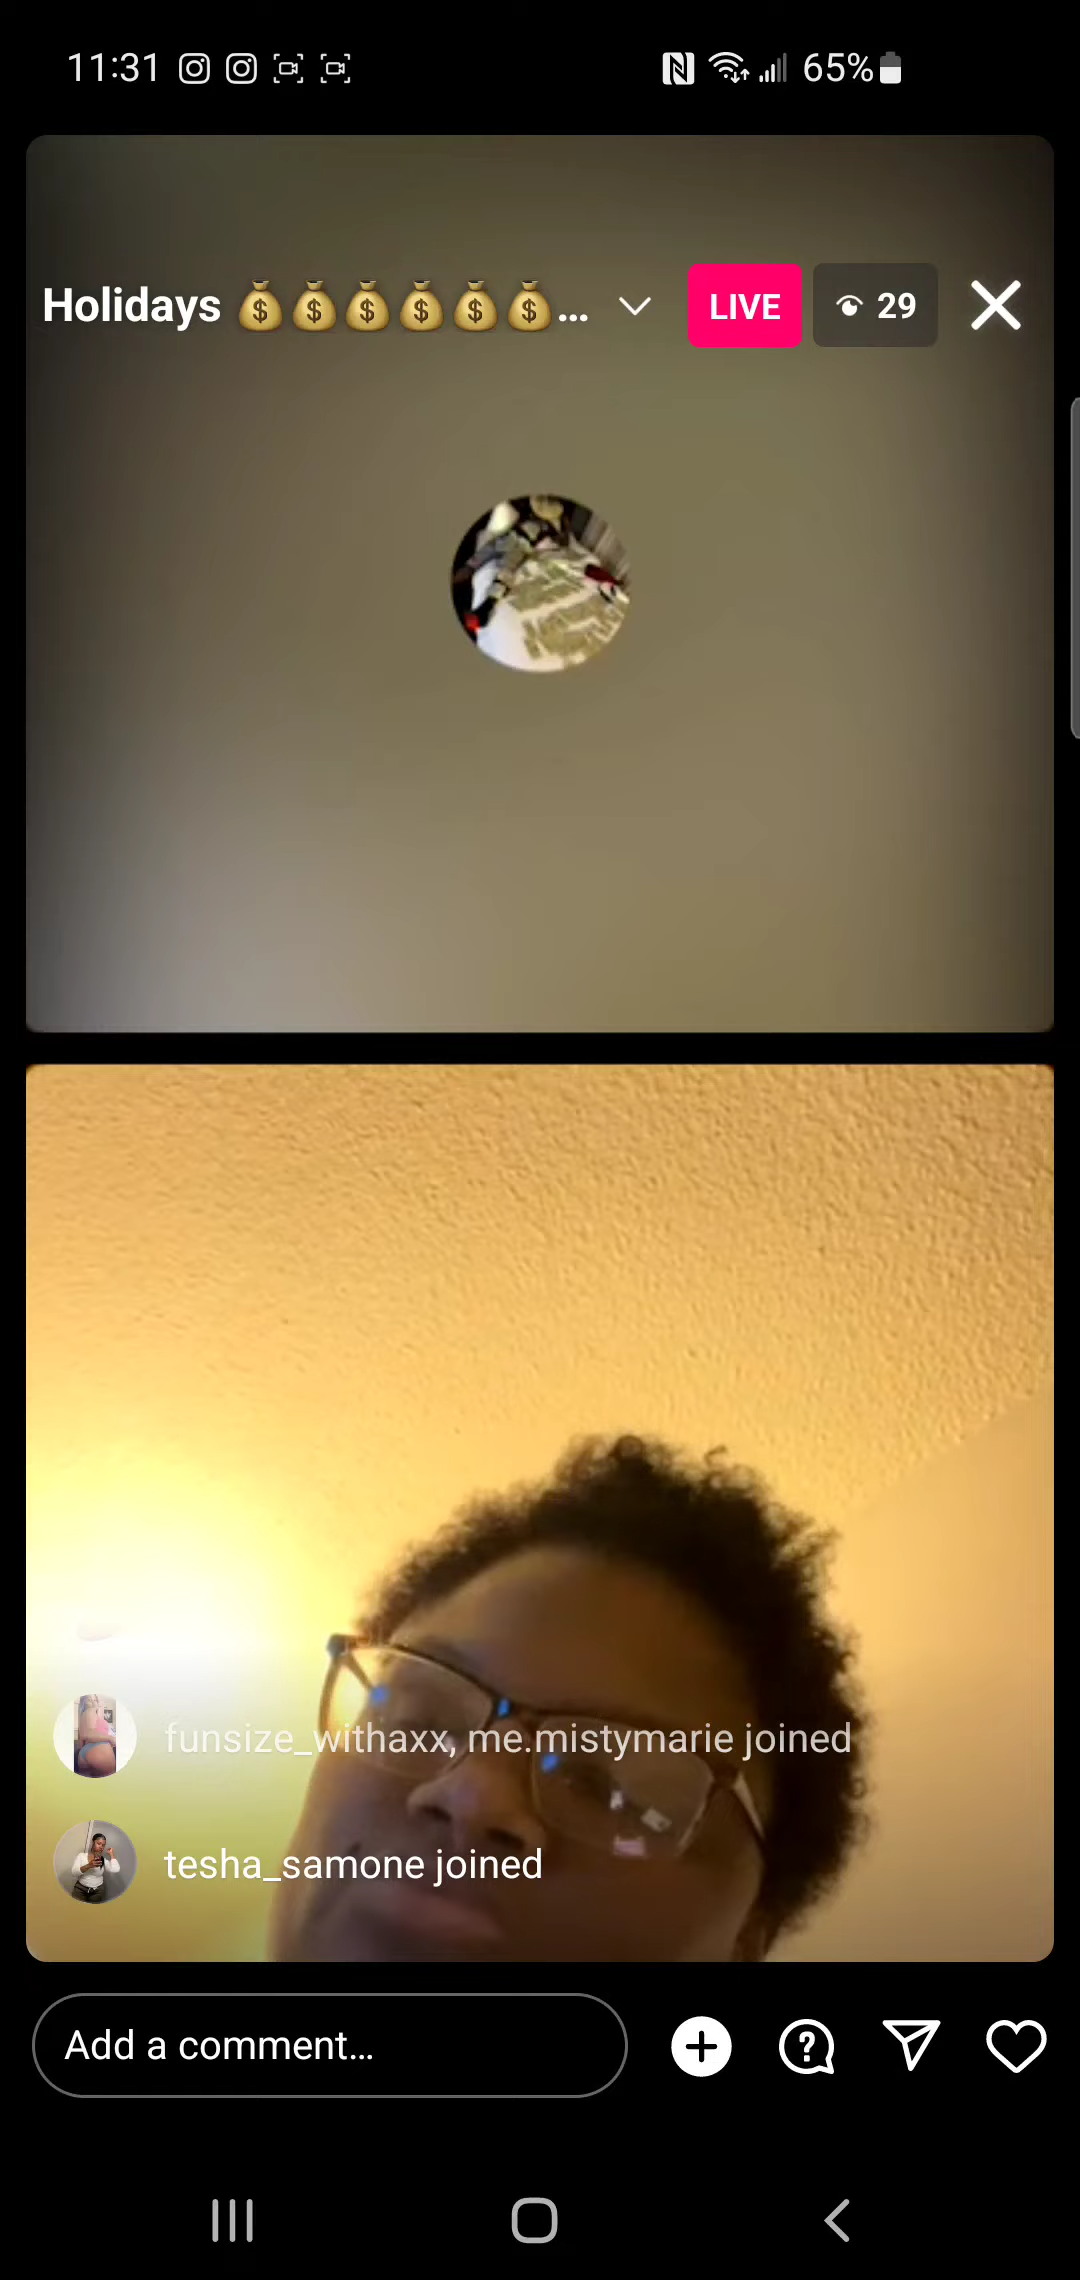 11:31 65%
Holidays 💰💰💰💰💰💰... LIVE 29
funsize_withaxx, me.mistymarie joined
tesha_samone joined
Add a comment...